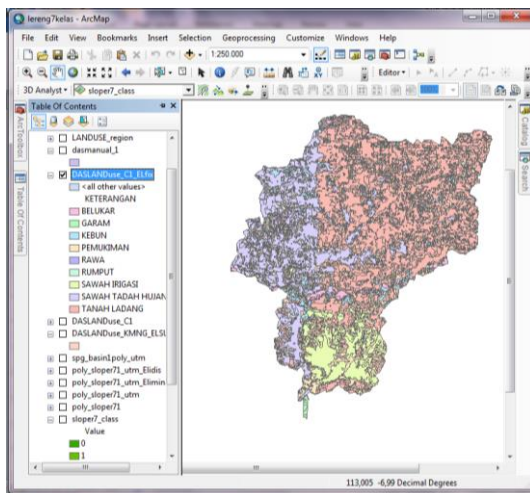 lereng7kelas - ArcMap
File Edit View Bookmarks Insert Selection Geoprocessing Customize Windows Help
1:250.000
Editor
3D Analyst sloper7_class
Table Of Contents
ArcToolbox
Table Of Contents
Catalog
Search
LANDUSE_region
dasmanual_1
DASLANDuse_C1_ELfix
<all other values>
KETERANGAN
BELUKAR
GARAM
KEBUN
PEMUKIMAN
RAWA
RUMPUT
SAWAH IRIGASI
SAWAH TADAH HUJAN
TANAH LADANG
DASLANDuse_C1
DASLANDuse_KMNG_ELSU
spg_basin1poly_utm
poly_sloper71_utm_Elidis
poly_sloper71_utm_Elimin
poly_sloper71_utm
poly_sloper71
sloper7_class
Value
0
1
113,005 -6,99 Decimal Degrees